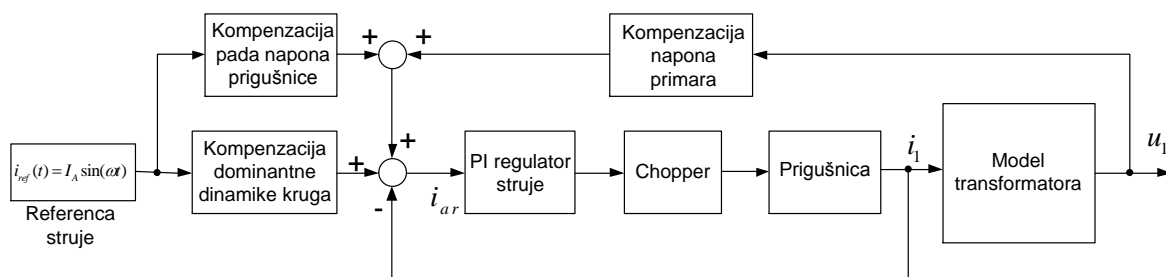 Kompenzacija
pada napona
prigušnice
+
+
Kompenzacija
napona
primara
i_ref(t) = I_A sin(ωt)
Referenca
struje
Kompenzacija
dominantne
dinamike kruga
+
+
-
i_ar
PI regulator
struje
Chopper
Prigušnica
i_1
Model
transformatora
u_1